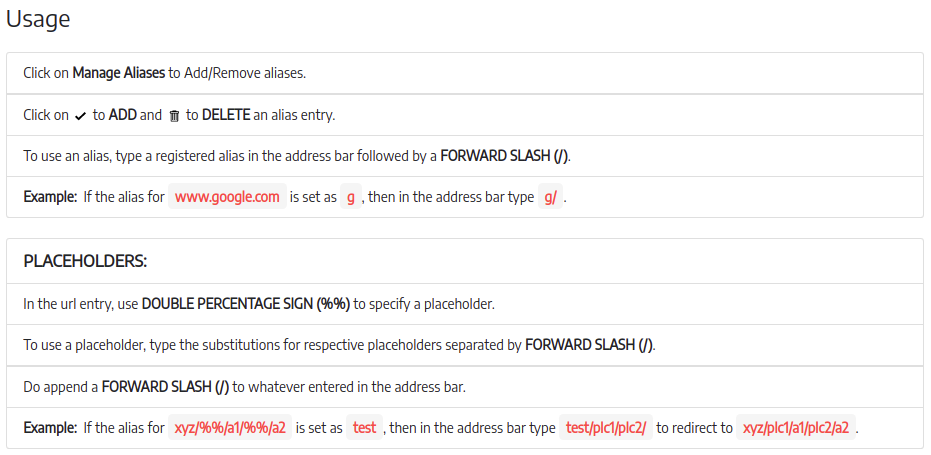 Usage
Click on Manage Aliases to Add/Remove aliases.
Click on ✓ to ADD and 🗑 to DELETE an alias entry.
To use an alias, type a registered alias in the address bar followed by a FORWARD SLASH (/).
Example: If the alias for www.google.com is set as g , then in the address bar type g/ .
PLACEHOLDERS:
In the url entry, use DOUBLE PERCENTAGE SIGN (%%) to specify a placeholder.
To use a placeholder, type the substitutions for respective placeholders separated by FORWARD SLASH (/).
Do append a FORWARD SLASH (/) to whatever entered in the address bar.
Example: If the alias for xyz/%%/a1/%%/a2 is set as test , then in the address bar type test/plc1/plc2/ to redirect to xyz/plc1/a1/plc2/a2 .